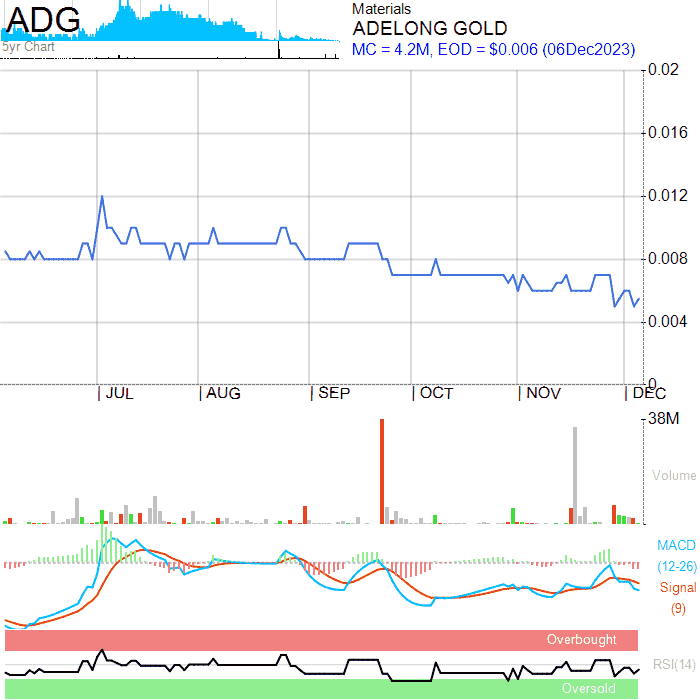 ADG
5yr Chart
Materials
ADELONG GOLD
MC = 4.2M, EOD = $0.006 (06Dec2023)
0.02
0.016
0.012
0.008
0.004
0
JUL
AUG
SEP
OCT
NOV
DEC
38M
Volume
MACD
(12-26)
Signal
(9)
Overbought
RSI(14)
Oversold